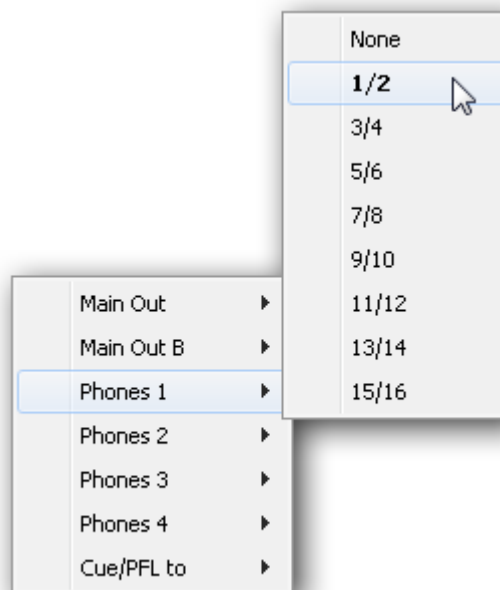 None
1/2
3/4
5/6
7/8
9/10
11/12
13/14
15/16
Main Out
Main Out B
Phones 1
Phones 2
Phones 3
Phones 4
Cue/PFL to